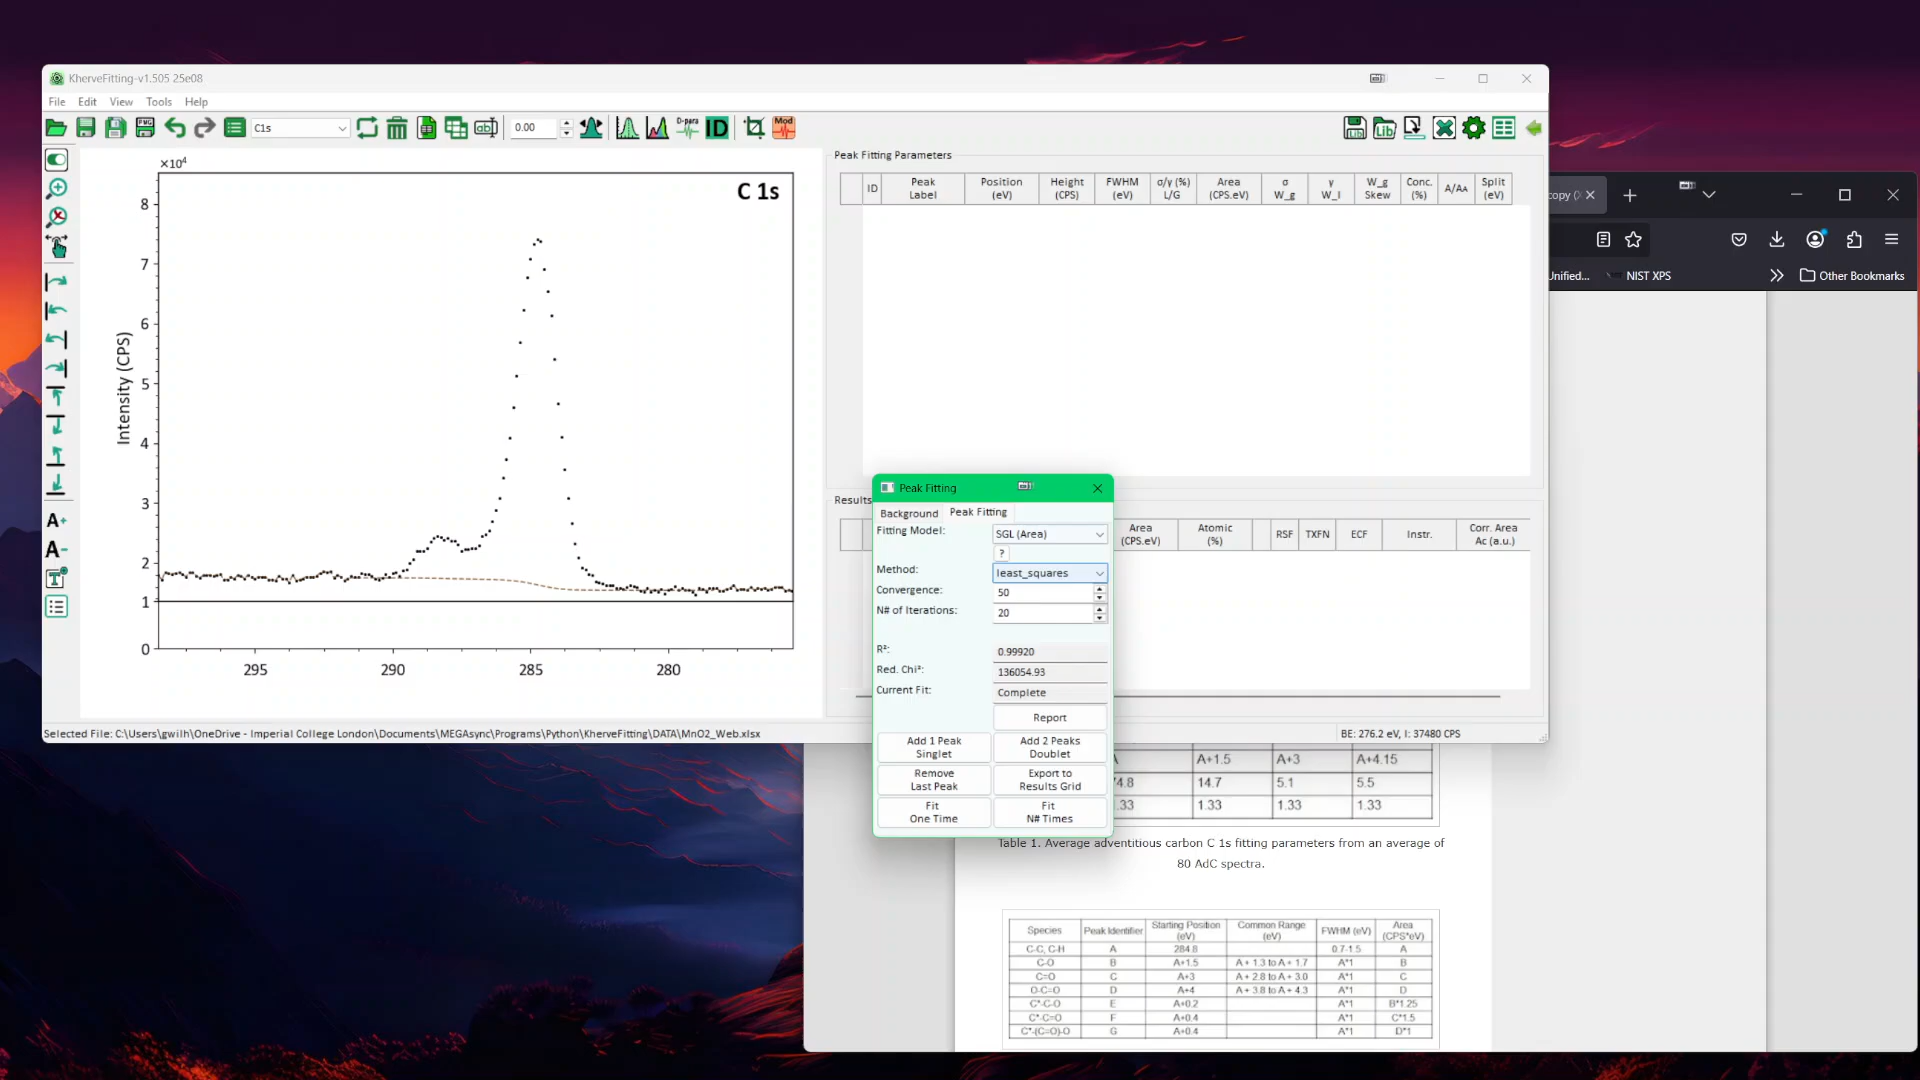 KherveFitting-v1.505 25e08
File Edit View Tools Help
C1s
0.00
D-para
ID
Mod
Lib
Lib
×10⁴
C 1s
8
7
6
5
4
3
2
1
0
Intensity (CPS)
295 290 285 280
A+
A-
T
Peak Fitting Parameters
ID Peak Label Position (eV) Height (CPS) FWHM (eV) σ/γ (%) L/G Area (CPS.eV) σ W_g γ W_l W_g Skew Conc. (%) A/Aᴀ Split (eV)
Results
Area (CPS.eV) Atomic (%) RSF TXFN ECF Instr. Corr. Area Ac (a.u.)
Peak Fitting
Background Peak Fitting
Fitting Model: SGL (Area)
?
Method: least_squares
Convergence: 50
N# of Iterations: 20
R²: 0.99920
Red. Chi²: 136054.93
Current Fit: Complete
Report
Add 1 Peak Singlet
Add 2 Peaks Doublet
Remove Last Peak
Export to Results Grid
Fit One Time
Fit N# Times
Selected File: C:\Users\gwilh\OneDrive - Imperial College London\Documents\MEGAsync\Programs\Python\KherveFitting\DATA\MnO2_Web.xlsx
BE: 276.2 eV, I: 37480 CPS
copy (
Unified... NIST XPS Other Bookmarks
A+1.5 A+3 A+4.15
74.8 14.7 5.1 5.5
.33 1.33 1.33 1.33
Table 1. Average adventitious carbon C 1s fitting parameters from an average of
80 AdC spectra.
Species Peak Identifier Starting Position (eV) Common Range (eV) FWHM (eV) Area (CPS*eV)
C-C, C-H A 284.8 0.7-1.5 A
C-O B A+1.5 A + 1.3 to A + 1.7 A*1 B
C=O C A+3 A + 2.8 to A + 3.0 A*1 C
O-C=O D A+4 A + 3.8 to A + 4.3 A*1 D
C*-C-O E A+0.2 A*1 B*1.25
C*-C=O F A+0.4 A*1 C*1.5
C*-(C=O)-O G A+0.4 A*1 D*1